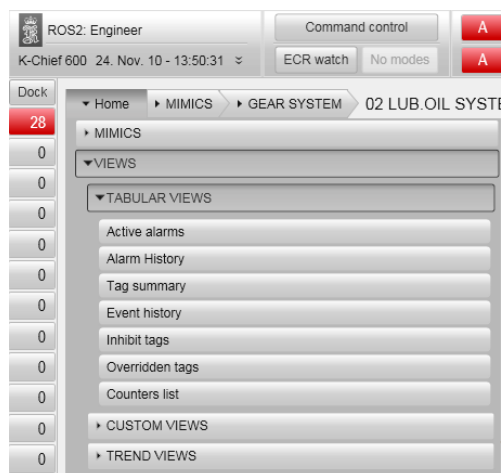 ROS2: Engineer
Command control
A
K-Chief 600 24. Nov. 10 - 13:50:31
ECR watch
No modes
A
Dock
Home MIMICS GEAR SYSTEM 02 LUB.OIL SYSTE
28
MIMICS
0
VIEWS
0
TABULAR VIEWS
0
Active alarms
0
Alarm History
0
Tag summary
0
Event history
0
Inhibit tags
0
Overridden tags
0
Counters list
0
CUSTOM VIEWS
0
TREND VIEWS
0